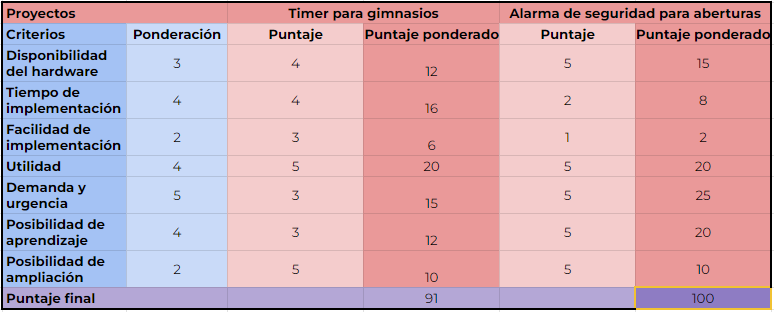 Proyectos Timer para gimnasios Alarma de seguridad para aberturas
Criterios Ponderación Puntaje Puntaje ponderado Puntaje Puntaje ponderado
Disponibilidad
del hardware 3 4 12 5 15
Tiempo de
implementación 4 4 16 2 8
Facilidad de
implementación 2 3 6 1 2
Utilidad 4 5 20 5 20
Demanda y
urgencia 5 3 15 5 25
Posibilidad de
aprendizaje 4 3 12 5 20
Posibilidad de
ampliación 2 5 10 5 10
Puntaje final 91 100